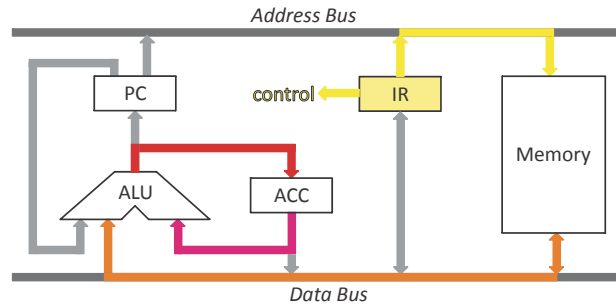 Address Bus
PC
control
IR
Memory
ALU
ACC
Data Bus